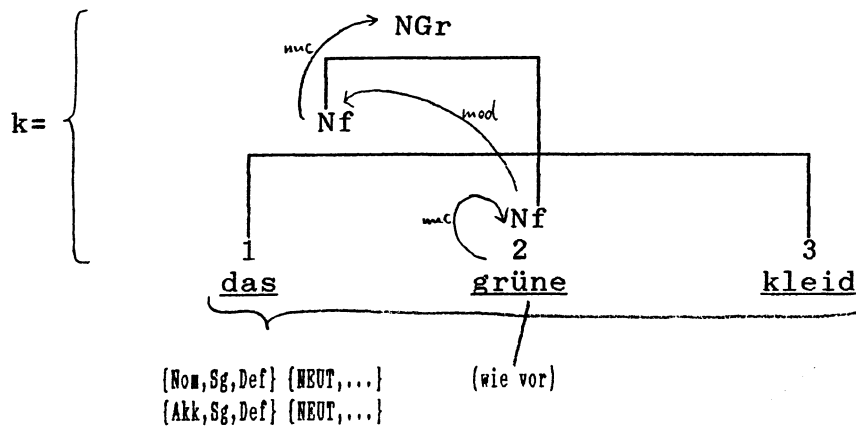 NGr
nuc
Nf
mod
k=
nuc
Nf
1 2 3
das grüne kleid
{Nom,Sg,Def} {NEUT,...} (wie vor)
{Akk,Sg,Def} {NEUT,...}